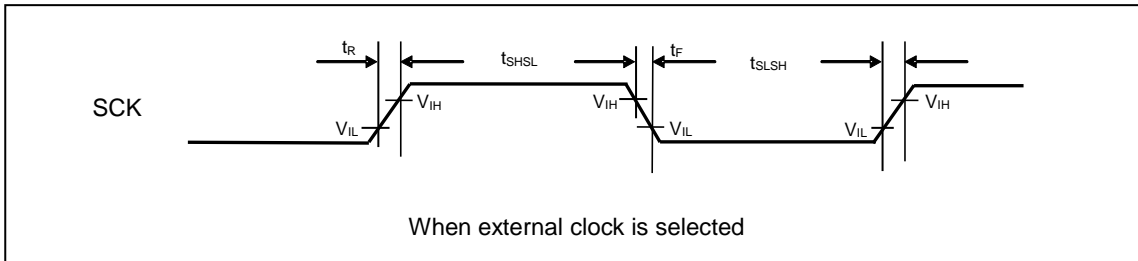 tR tSHSL tF tSLSH
SCK
VIH VIH VIH
VIL VIL VIL
When external clock is selected